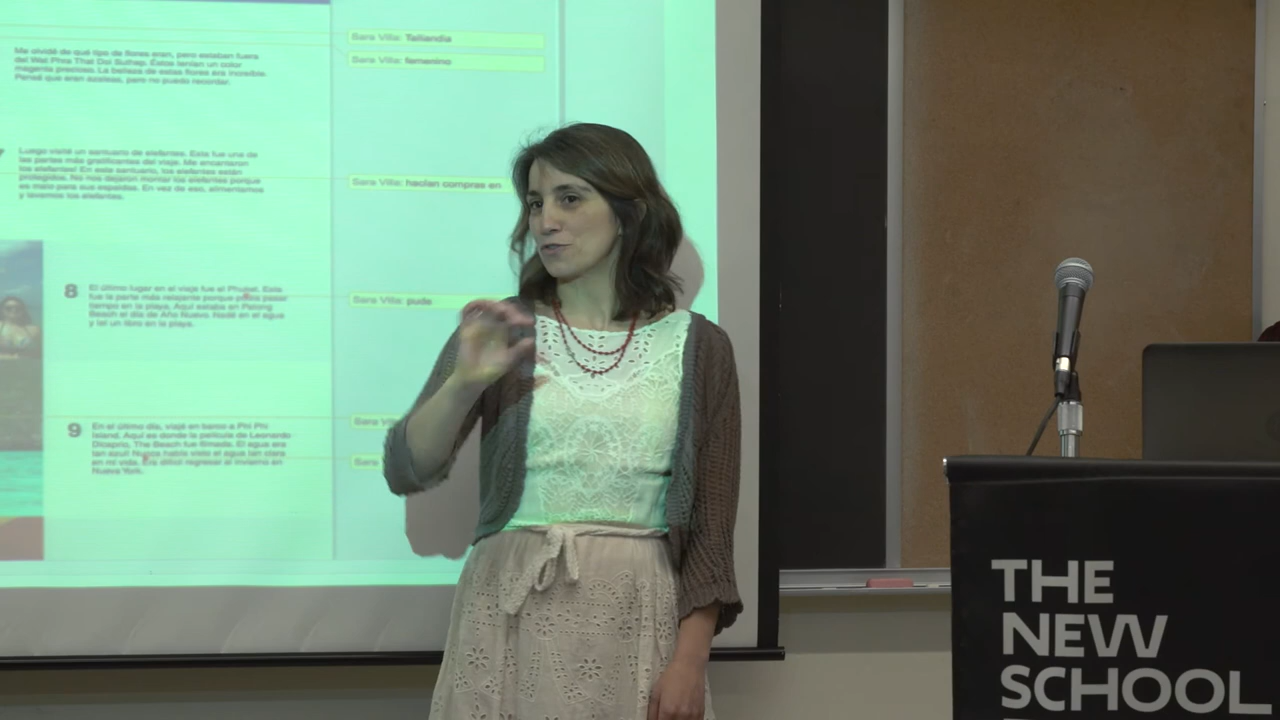 Me olvidé de qué tipo de flores eran, pero estaban fuera
del Wat Phra That Doi Suthep. Éstas tenían un color
magenta precioso. La belleza de estas flores era increíble.
Pensé que eran azaleas, pero no puedo recordar.
Sara Villa: Tailandia
Sara Villa: femenino
7
Luego visité un santuario de elefantes. Este fue una de
las partes más gratificantes del viaje. Me encantaron
los elefantes! En este santuario, los elefantes están
protegidos. No nos dejaron montar los elefantes porque
es malo para sus espaldas. En vez de eso, alimentamos
y lavamos los elefantes.
Sara Villa: hacían compras en
8
El último lugar en el viaje fue el Phuket. Esta
fue la parte más relajante porque pasar
tiempo en la playa. Aquí estaba en Patong
Beach el día de Año Nuevo. Nadé en el agua
y leí un libro en la playa.
Sara Villa: pude
9
En el último día, viajé en barco a Phi Phi
Island. Aquí es donde la película de Leonardo
Dicaprio, The Beach fue filmada. El agua era
tan azul! Nunca había visto el agua tan clara
en mi vida. Era difícil regresar al invierno en
Nueva York.
Sara
Sara
THE
NEW
SCHOOL